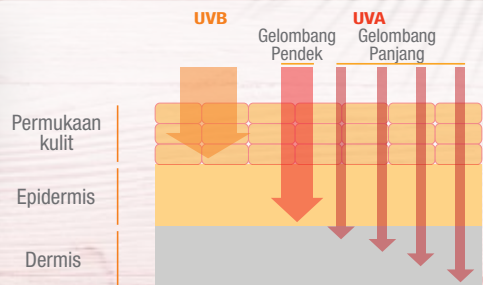 UVB
UVA
Gelombang
Pendek
Gelombang
Panjang
Permukaan
kulit
Epidermis
Dermis